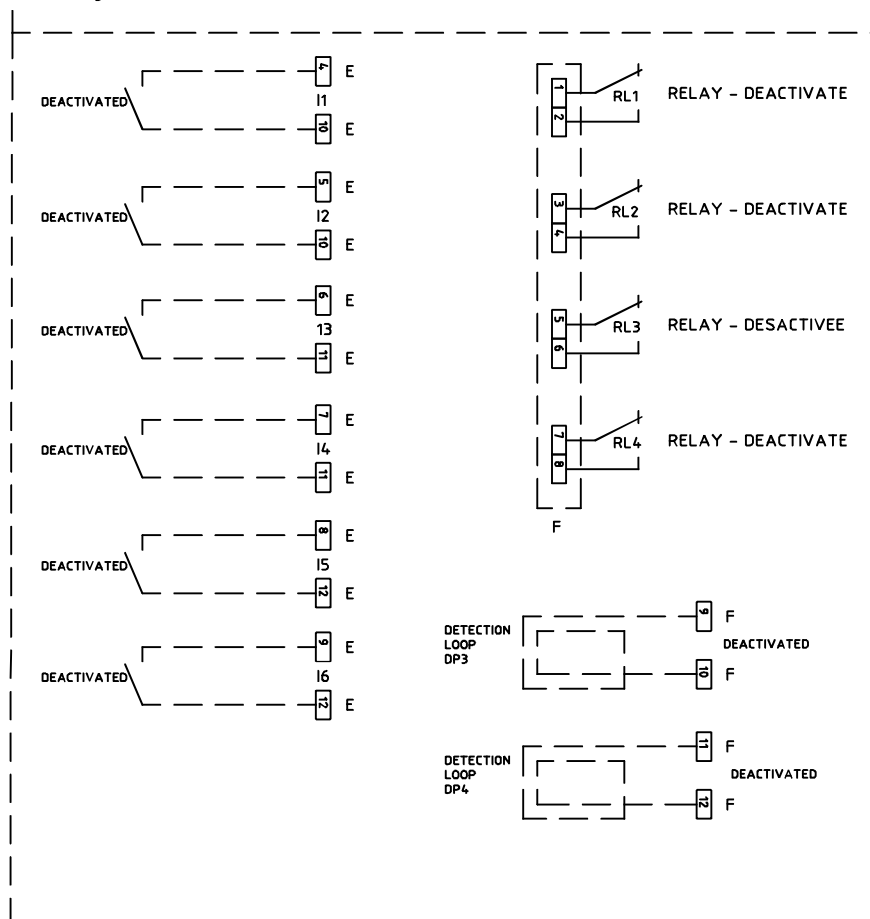 4 E
DEACTIVATED
I1
10 E
5 E
DEACTIVATED
I2
10 E
6 E
DEACTIVATED
13
11 E
7 E
DEACTIVATED
I4
11 E
8 E
DEACTIVATED
I5
12 E
9 E
DEACTIVATED
I6
12 E
1
RL1 RELAY - DEACTIVATE
2
3
RL2 RELAY - DEACTIVATE
4
5
RL3 RELAY - DESACTIVEE
6
7
RL4 RELAY - DEACTIVATE
8
F
DETECTION
LOOP
DP3
9 F
DEACTIVATED
10 F
DETECTION
LOOP
DP4
11 F
DEACTIVATED
12 F